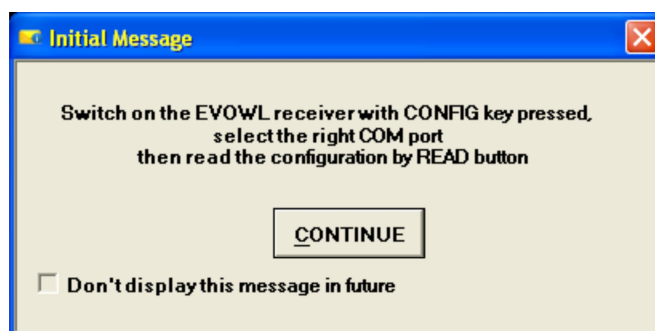 Initial Message
Switch on the EVOWL receiver with CONFIG key pressed,
select the right COM port
then read the configuration by READ button
CONTINUE
Don't display this message in future